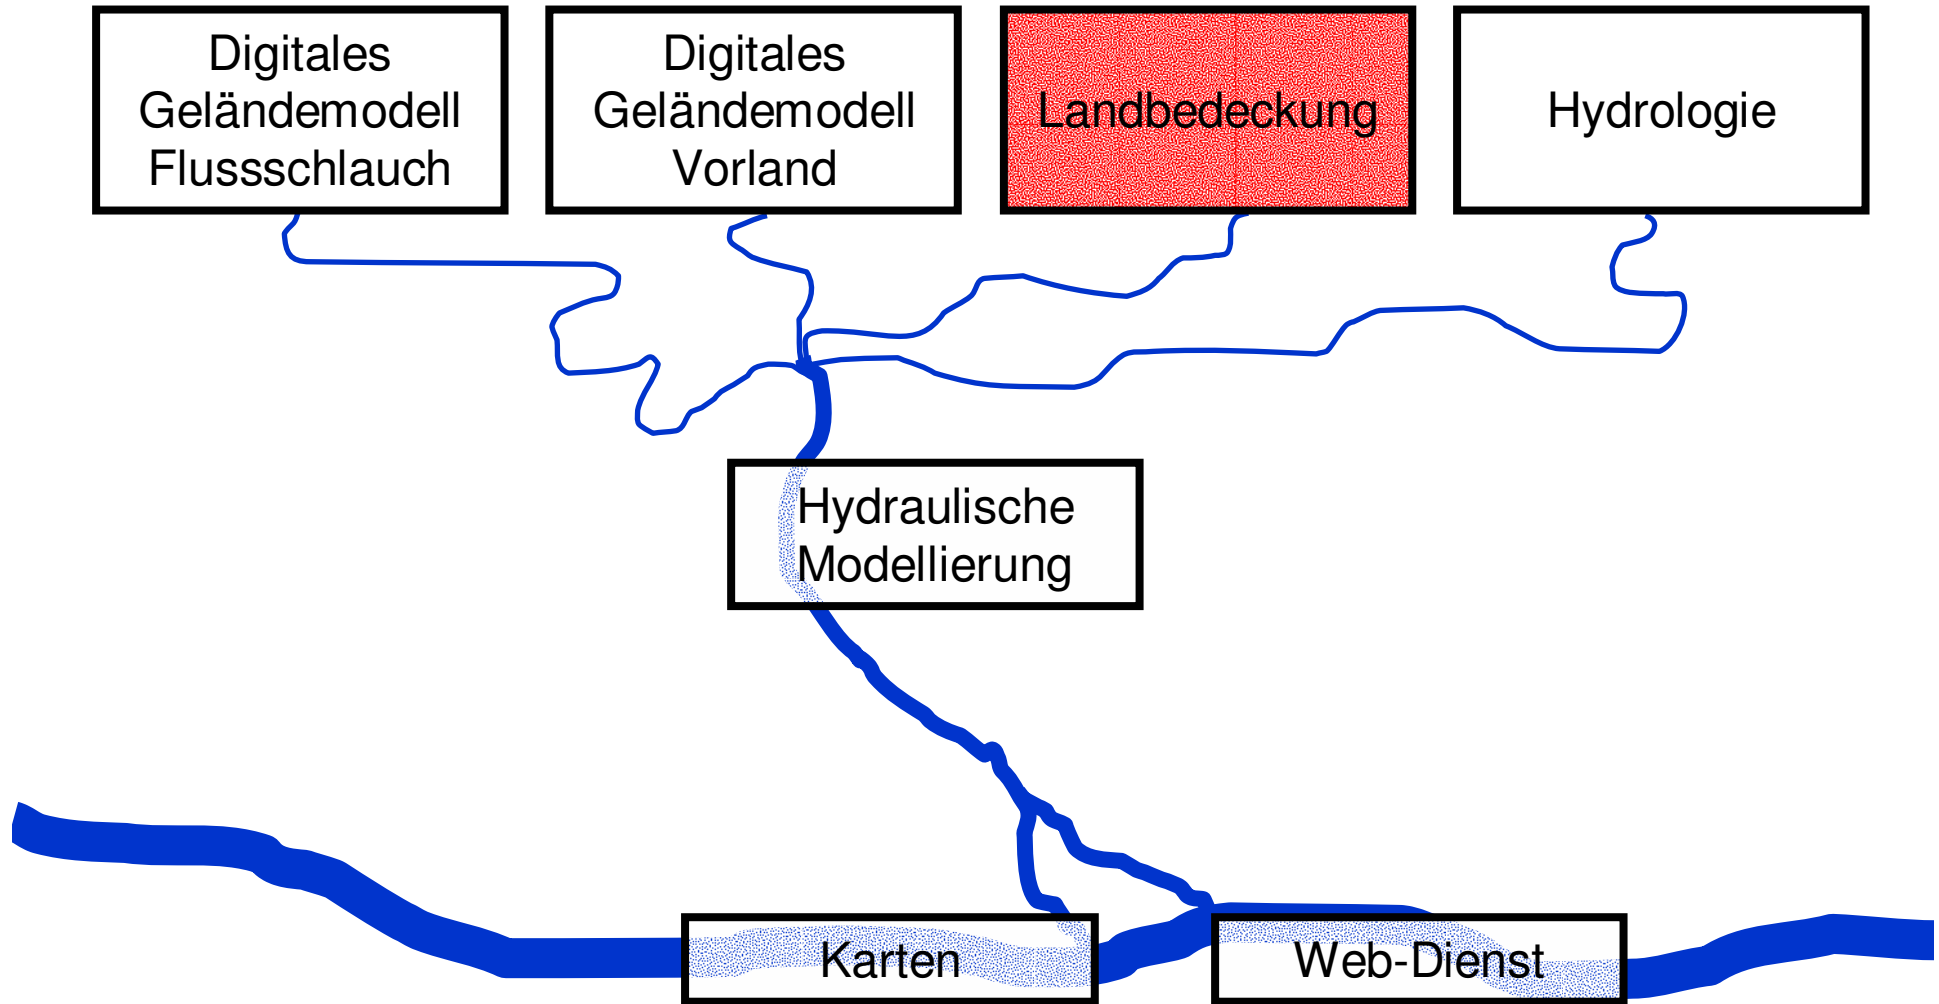 Digitales
Geländemodell
Flussschlauch
Digitales
Geländemodell
Vorland
Landbedeckung
Hydrologie
Hydraulische
Modellierung
Karten
Web-Dienst